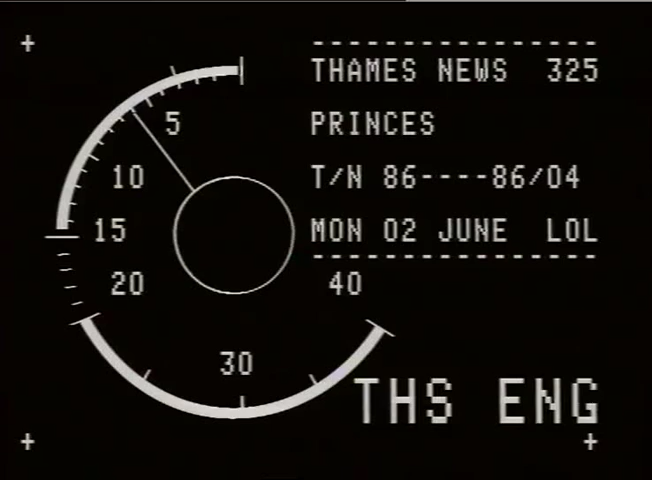 THAMES NEWS 325
PRINCES
T/N 86----86/04
MON 02 JUNE LOL
5
10
15
20
30
40
THS ENG